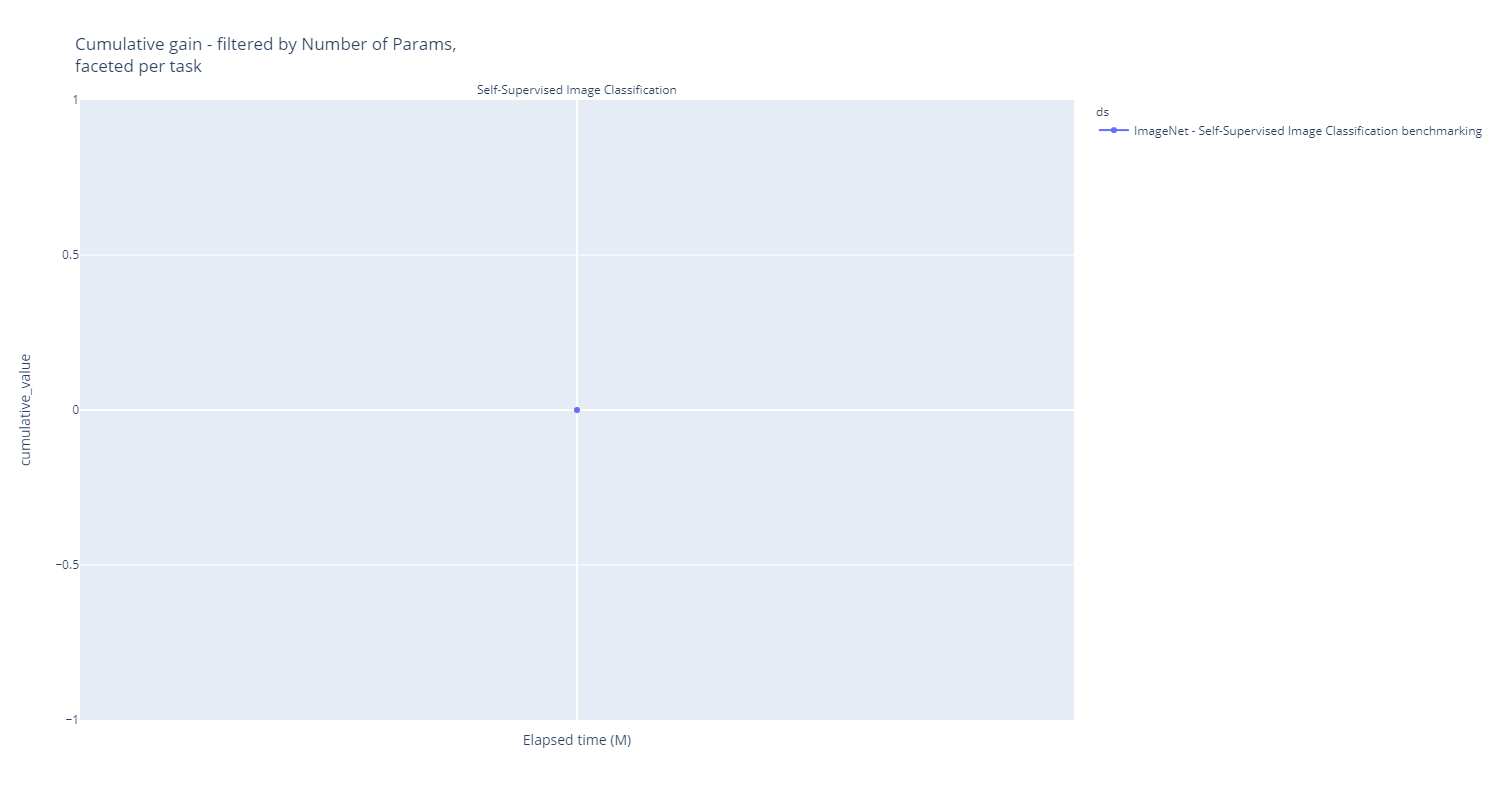 Cumulative gain - filtered by Number of Params,
faceted per task
Self-Supervised Image Classification
1
0.5
0
−0.5
−1
cumulative_value
Elapsed time (M)
ds
ImageNet - Self-Supervised Image Classification benchmarking